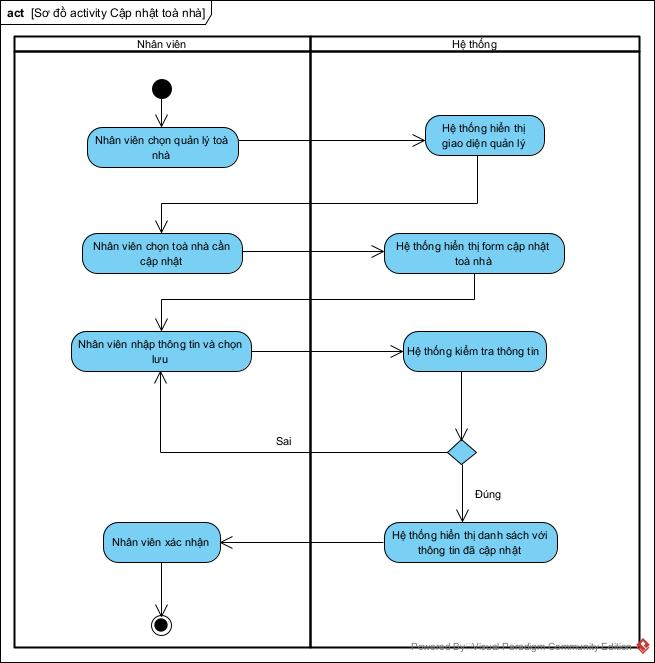 act [Sơ đồ activity Cập nhật toà nhà]
Nhân viên
Hệ thống
Nhân viên chọn quản lý toà
nhà
Hệ thống hiển thị
giao diện quản lý
Nhân viên chọn toà nhà cần
cập nhật
Hệ thống hiển thị form cập nhật
toà nhà
Nhân viên nhập thông tin và chọn
lưu
Hệ thống kiểm tra thông tin
Sai
Đúng
Nhân viên xác nhận
Hệ thống hiển thị danh sách với
thông tin đã cập nhật
Powered By: Visual Paradigm Community Edition